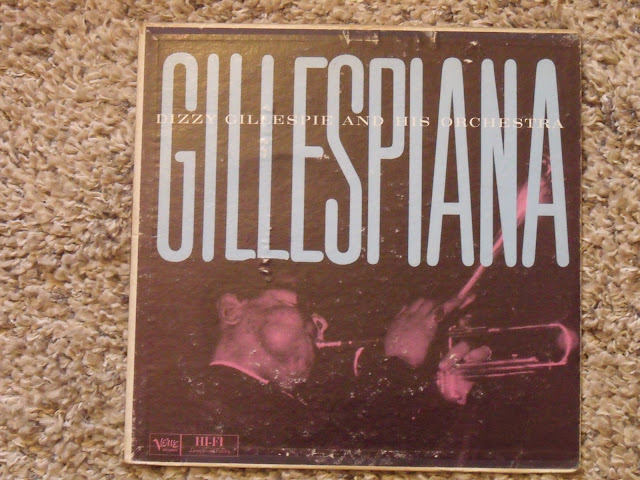 GILLESPIANA
DIZZY GILLESPIE AND HIS ORCHESTRA
Verve
HI-FI